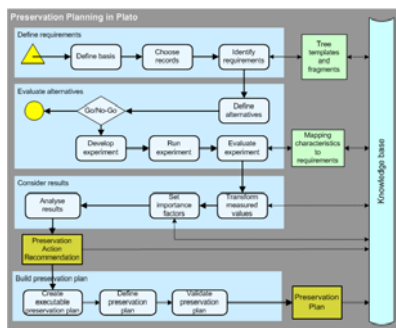 Preservation Planning in Plato
Define requirements
Define basis
Choose
records
Identify
requirements
Tree
templates
and
fragments
Evaluate alternatives
Go/No-Go
Define
alternatives
Develop
experiment
Run
experiment
Evaluate
experiment
Mapping
characteristics
to
requirements
Knowledge base
Consider results
Analyse
results
Set
importance
factors
Transform
measured
values
Preservation
Action
Recommendation
Build preservation plan
Create
executable
preservation plan
Define
preservation
plan
Validate
preservation
plan
Preservation
Plan